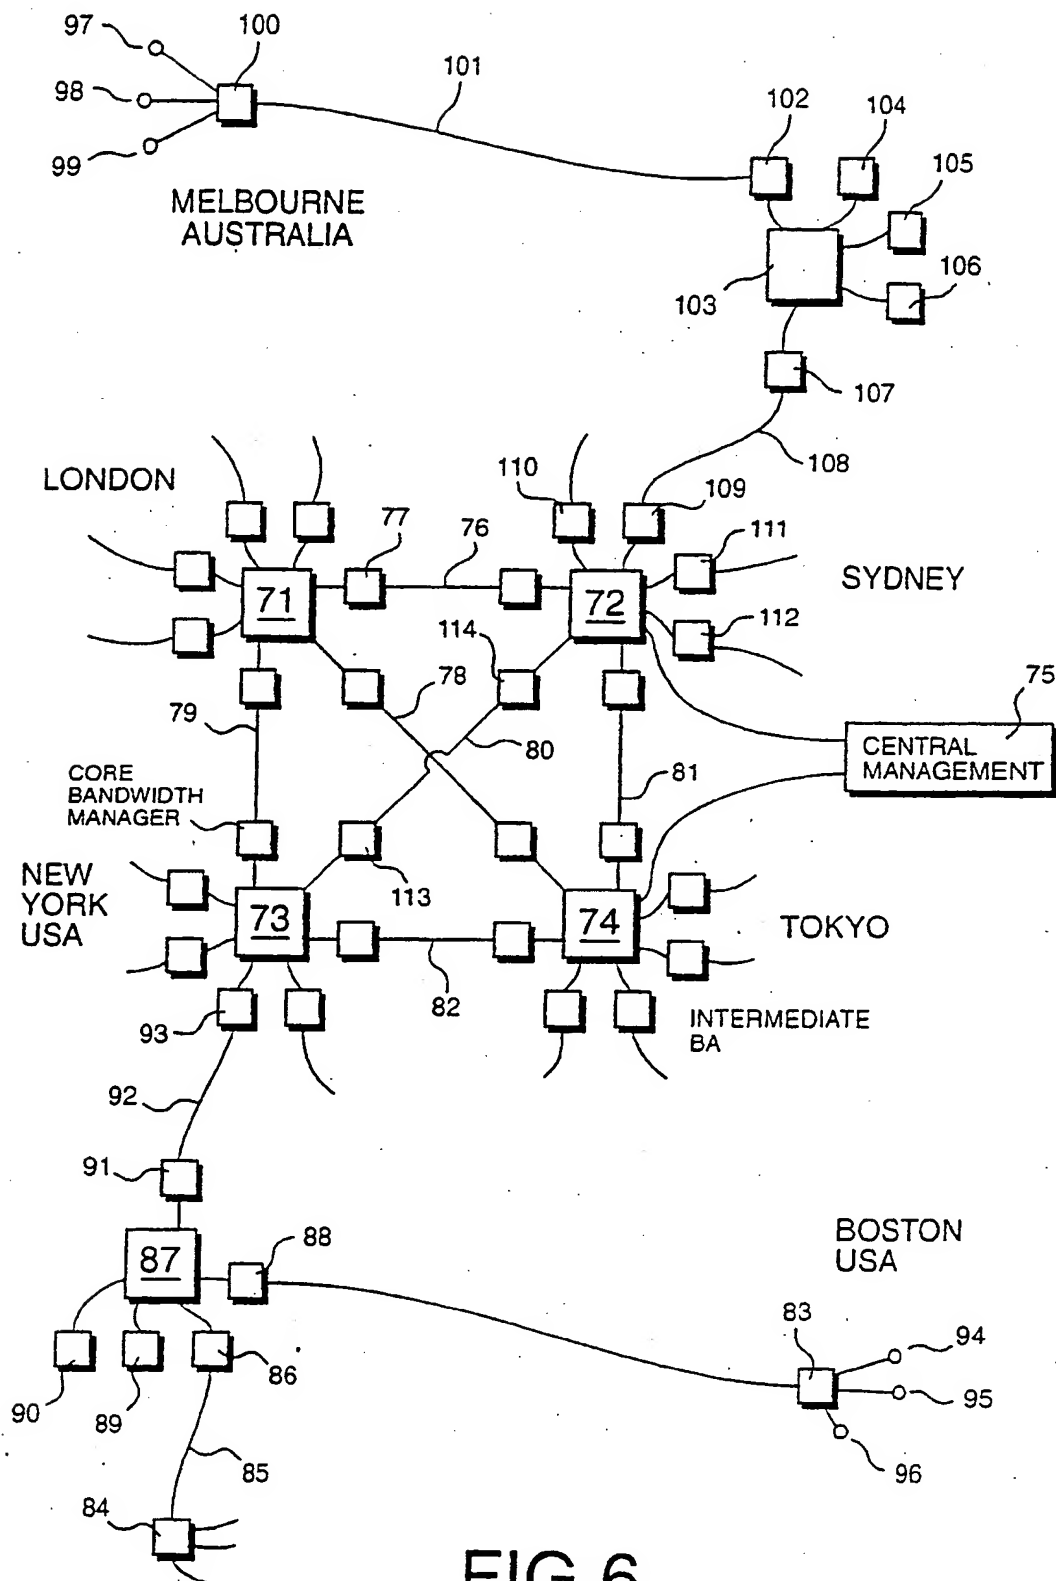 97
100
98
101
99
102
104
105
MELBOURNE
AUSTRALIA
106
103
107
108
LONDON
110
109
77
76
111
71
72
SYDNEY
114
112
78
75
79
80
CENTRAL
MANAGEMENT
81
CORE
BANDWIDTH
MANAGER
NEW
YORK
USA
113
73
74
TOKYO
82
93
INTERMEDIATE
BA
92
91
88
BOSTON
USA
87
83
94
86
95
90
89
96
85
84
FIG 6